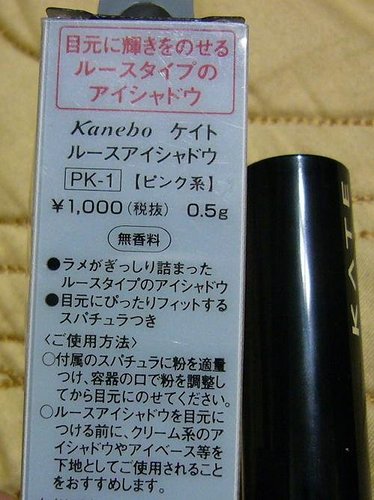 目元に輝きをのせる
ルースタイプの
アイシャドウ
Kanebo ケイト
ルースアイシャドウ
PK-1 【ピンク系】
￥1,000(税抜) 0.5g
無香料
●ラメがぎっしり詰まった
ルースタイプのアイシャドウ
●目元にぴったりフィットする
スパチュラつき
〈ご使用方法〉
○付属のスパチュラに粉を適量
つけ、容器の口で粉を調整し
てから目元にのせてください。
○ルースアイシャドウを目元に
つける前に、クリーム系のア
イシャドウやアイベース等を
下地としてご使用されること
をおすすめします。
KATE